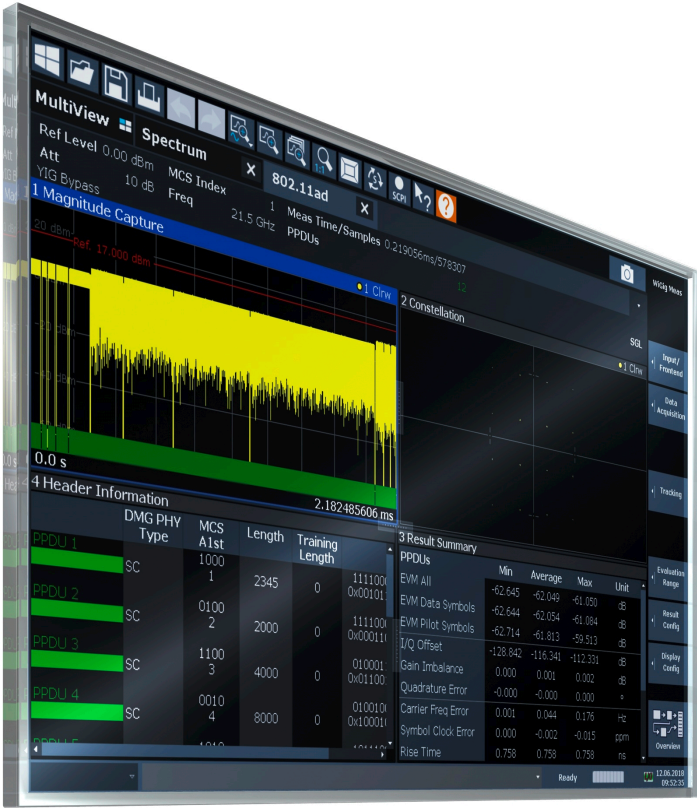 MultiView
Spectrum
X
802.11ad
X
SCPI
Ref Level 0.00 dBm
Att 10 dB
YIG Bypass
MCS Index 1
Freq 21.5 GHz
Meas Time/Samples 0.219056ms/578307
PPDUs 12
SGL
1 Magnitude Capture
1 Clrw
20 dBm
Ref. 17.000 dBm
-20 dBm
-40 dBm
0.0 s
2.182485606 ms
2 Constellation
1 Clrw
4 Header Information
DMG PHY Type
MCS A1st
Length
Training Length
PPDU 1
SC
1000
1
2345
0
PPDU 2
SC
0100
2
2000
0
PPDU 3
SC
1100
3
4000
0
PPDU 4
SC
0010
4
8000
0
3 Result Summary
PPDUs Min Average Max Unit
EVM All -62.645 -62.049 -61.050 dB
EVM Data Symbols -62.644 -62.054 -61.084 dB
EVM Pilot Symbols -62.714 -61.813 -59.513 dB
I/Q Offset -128.842 -116.341 -112.331 dB
Gain Imbalance 0.000 0.001 0.002 dB
Quadrature Error -0.000 -0.000 0.000 °
Carrier Freq Error 0.001 0.044 0.176 Hz
Symbol Clock Error 0.000 -0.002 -0.015 ppm
Rise Time 0.758 0.758 0.758 ns
WiGig Meas
Input/
Frontend
Data
Acquisition
Tracking
Evaluation
Range
Result
Config
Display
Config
Overview
Ready
12.06.2018
09:52:35